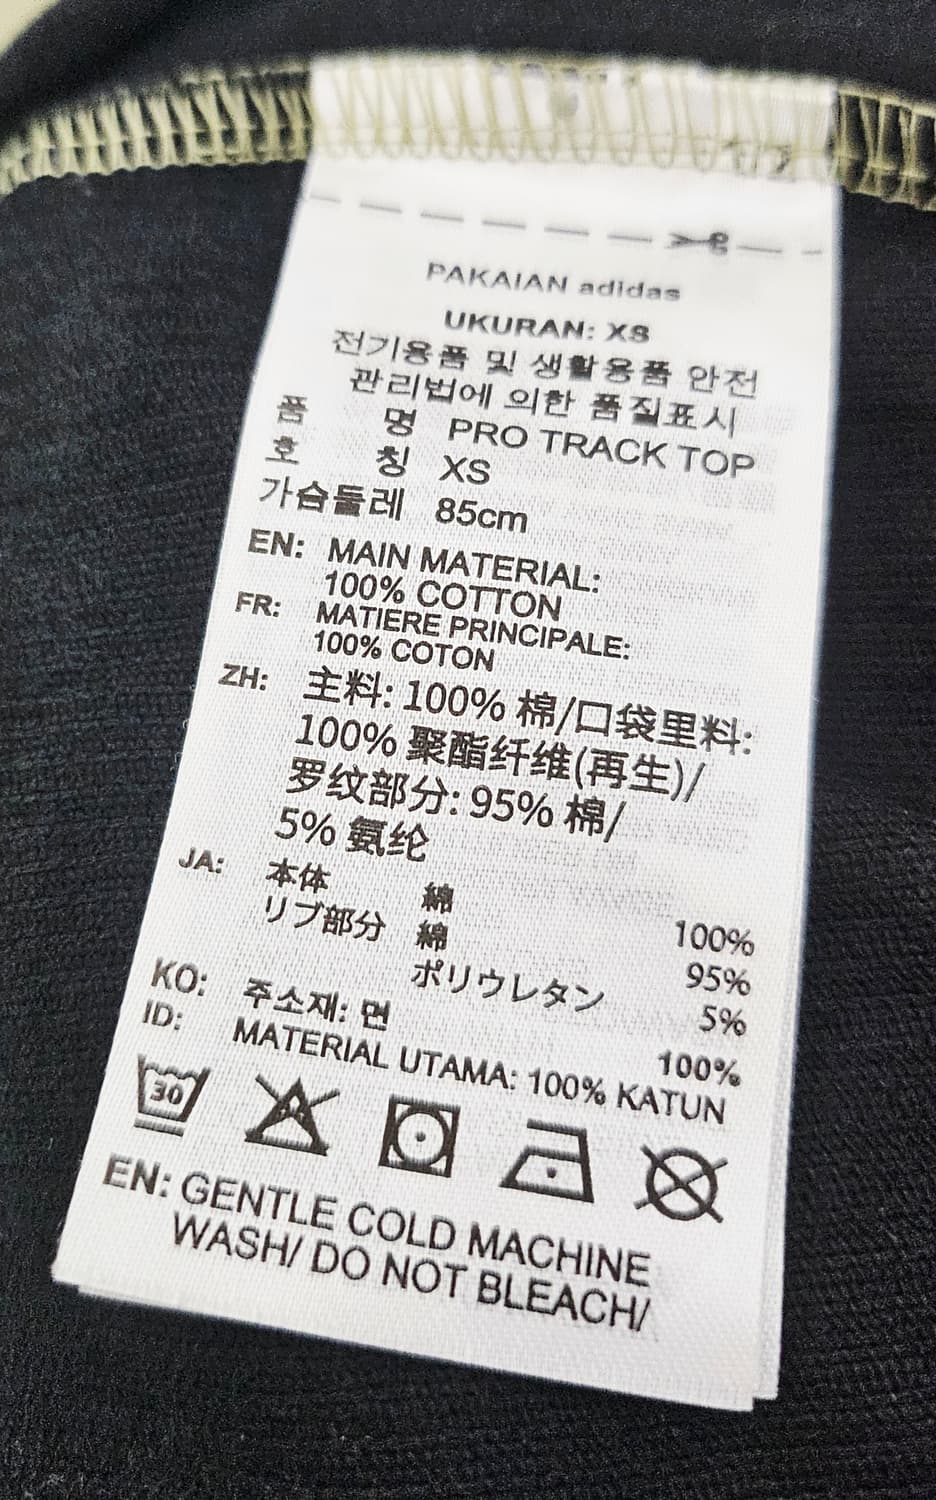 PAKAIAN adidas
UKURAN: XS
전기용품 및 생활용품 안전
관리법에 의한 품질표시
품 명 PRO TRACK TOP
호 칭 XS
가슴둘레 85cm
EN: MAIN MATERIAL:
100% COTTON
FR: MATIERE PRINCIPALE:
100% COTON
ZH: 主料: 100% 棉/口袋里料:
100% 聚酯纤维(再生)/
罗纹部分: 95% 棉/
5% 氨纶
JA: 本体 綿 100%
リブ部分 綿 95%
ポリウレタン 5%
KO: 주소재: 면 100%
ID: MATERIAL UTAMA: 100% KATUN
30
EN: GENTLE COLD MACHINE
WASH/ DO NOT BLEACH/